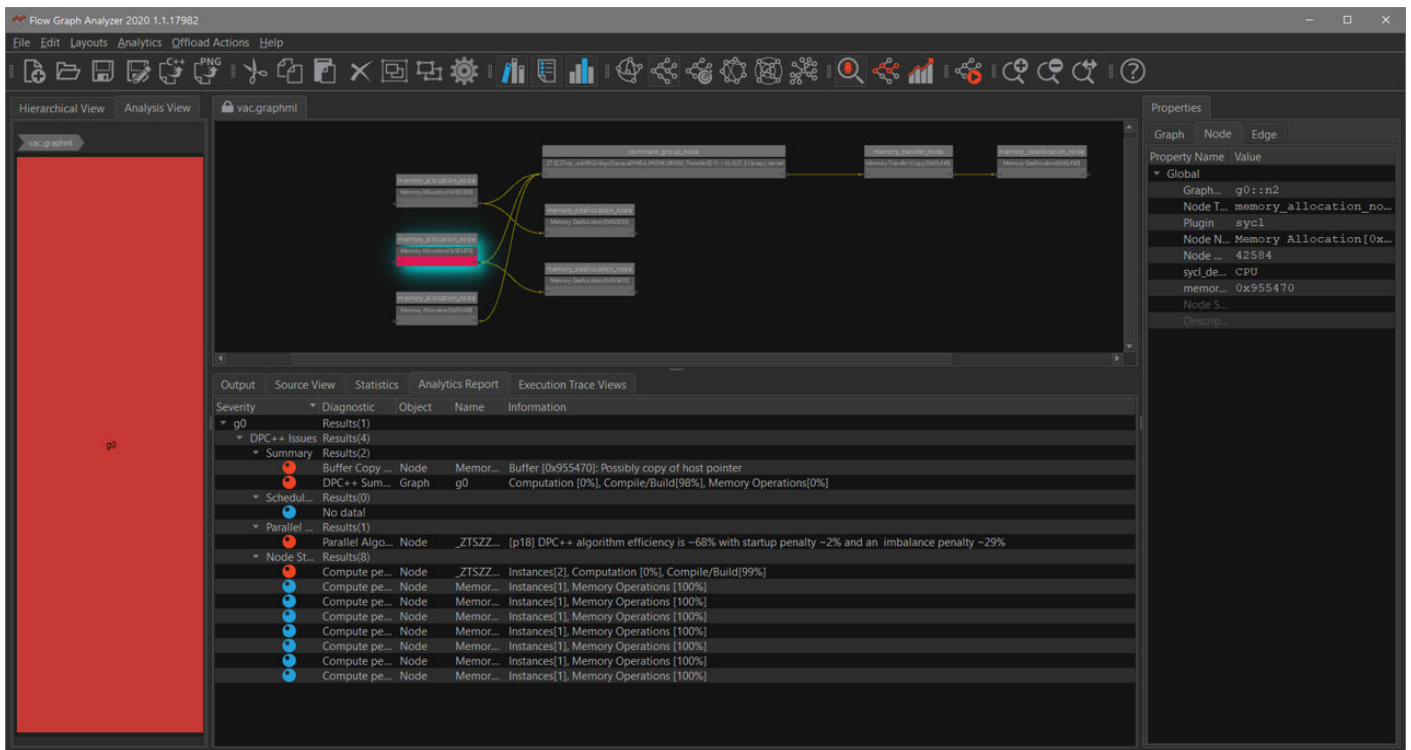 Flow Graph Analyzer 2020 1.1.17982
File Edit Layouts Analytics Offload Actions Help
C++ PNG
Hierarchical View Analysis View
vac.graphml
vac.graphml
g0
command_group_node
memory_transfer_node
memory_deallocation_node
memory_allocation_node
memory_deallocation_node
memory_allocation_node
memory_deallocation_node
memory_allocation_node
Output Source View Statistics Analytics Report Execution Trace Views
Severity Diagnostic Object Name Information
g0 Results(1)
DPC++ Issues Results(4)
Summary Results(2)
Buffer Copy ... Node Memor... Buffer [0x955470]: Possibly copy of host pointer
DPC++ Sum... Graph g0 Computation [0%], Compile/Build[98%], Memory Operations[0%]
Schedul... Results(0)
No data!
Parallel ... Results(1)
Parallel Algo... Node _ZTSZZ... [p18] DPC++ algorithm efficiency is ~68% with startup penalty ~2% and an imbalance penalty ~29%
Node St... Results(8)
Compute pe... Node _ZTSZZ... Instances[2], Computation [0%], Compile/Build[99%]
Compute pe... Node Memor... Instances[1], Memory Operations [100%]
Compute pe... Node Memor... Instances[1], Memory Operations [100%]
Compute pe... Node Memor... Instances[1], Memory Operations [100%]
Compute pe... Node Memor... Instances[1], Memory Operations [100%]
Compute pe... Node Memor... Instances[1], Memory Operations [100%]
Compute pe... Node Memor... Instances[1], Memory Operations [100%]
Compute pe... Node Memor... Instances[1], Memory Operations [100%]
Properties
Graph Node Edge
Property Name Value
Global
Graph... g0::n2
Node T... memory_allocation_no...
Plugin sycl
Node N... Memory Allocation[0x...
Node ... 42584
sycl_de... CPU
memor... 0x955470
Node S...
Descrip...